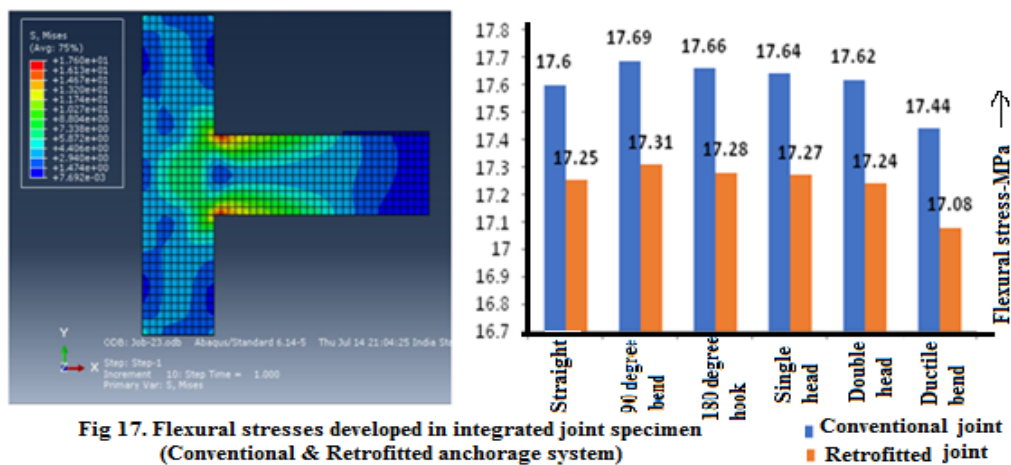 S, Mises
(Avg: 75%)
+1.760e+01
+1.613e+01
+1.467e+01
+1.320e+01
+1.174e+01
+1.027e+01
+8.804e+00
+7.338e+00
+5.872e+00
+4.406e+00
+2.940e+00
+1.474e+00
+7.692e-03
Y
X
ODB: Job-23.odb Abaqus/Standard 6.14-5 Thu Jul 14 21:04:25 India Sta
Step: Step-1
Increment 10: Step Time = 1.000
Primary Var: S, Mises
17.8
17.7
17.6
17.5
17.4
17.3
17.2
17.1
17
16.9
16.8
16.7
17.6
17.25
17.69
17.31
17.66
17.28
17.64
17.27
17.62
17.24
17.44
17.08
Straight
90 degree
bend
180 degree
hook
Single
head
Double
head
Ductile
bend
Flexural stress-MPa
Conventional joint
Retrofitted joint
Fig 17. Flexural stresses developed in integrated joint specimen
(Conventional & Retrofitted anchorage system)